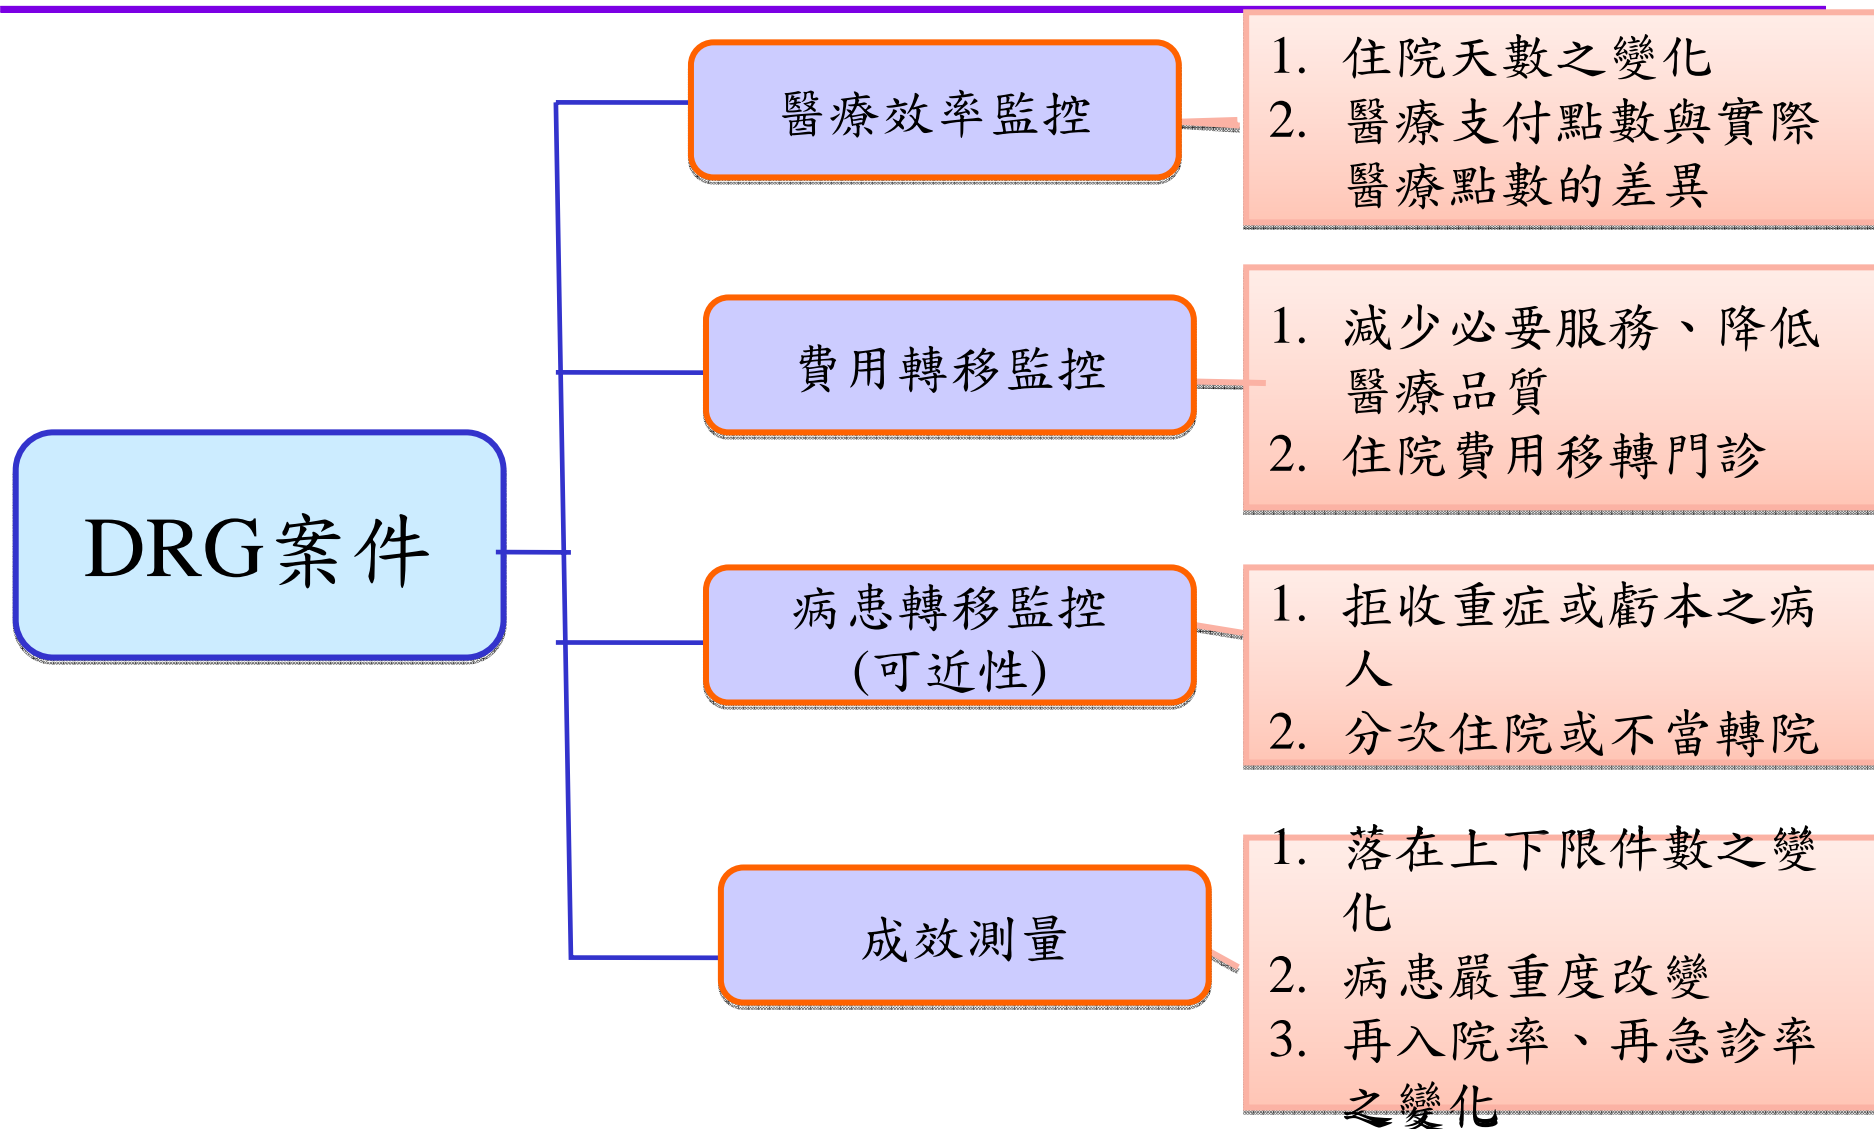 DRG案件
醫療效率監控
1. 住院天數之變化
2. 醫療支付點數與實際
醫療點數的差異
費用轉移監控
1. 減少必要服務、降低
醫療品質
2. 住院費用移轉門診
病患轉移監控
(可近性)
1. 拒收重症或虧本之病
人
2. 分次住院或不當轉院
成效測量
1. 落在上下限件數之變
化
2. 病患嚴重度改變
3. 再入院率、再急診率
之變化